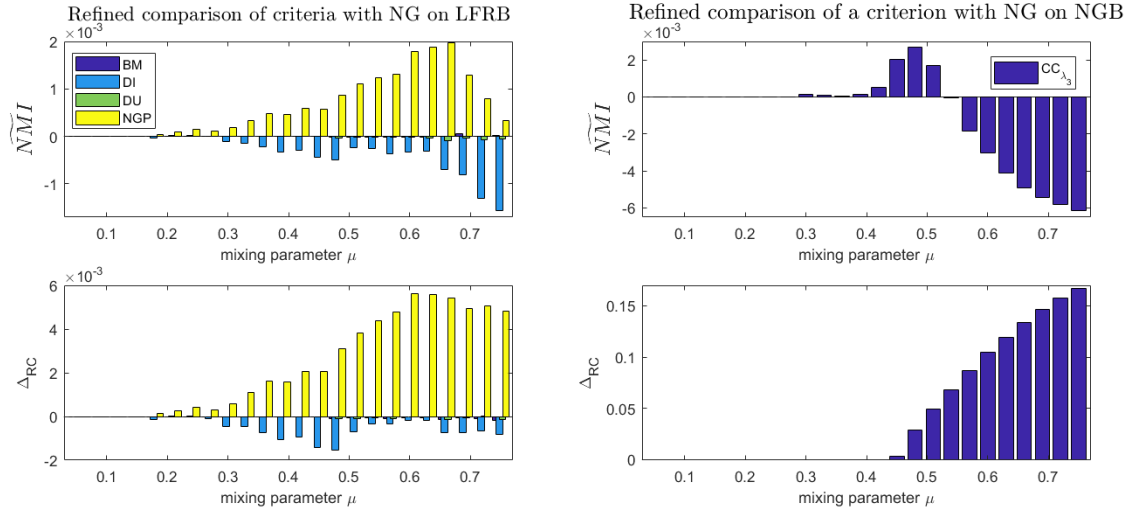 Refined comparison of criteria with NG on LFRB
×10⁻³
2
1
0
-1
NMI
BM
DI
DU
NGP
0.1 0.2 0.3 0.4 0.5 0.6 0.7
mixing parameter μ
×10⁻³
6
4
2
0
-2
Δ_RC
0.1 0.2 0.3 0.4 0.5 0.6 0.7
mixing parameter μ
Refined comparison of a criterion with NG on NGB
×10⁻³
2
0
-2
-4
-6
NMI
CC_λ₃
0.1 0.2 0.3 0.4 0.5 0.6 0.7
mixing parameter μ
0.15
0.1
0.05
0
Δ_RC
0.1 0.2 0.3 0.4 0.5 0.6 0.7
mixing parameter μ